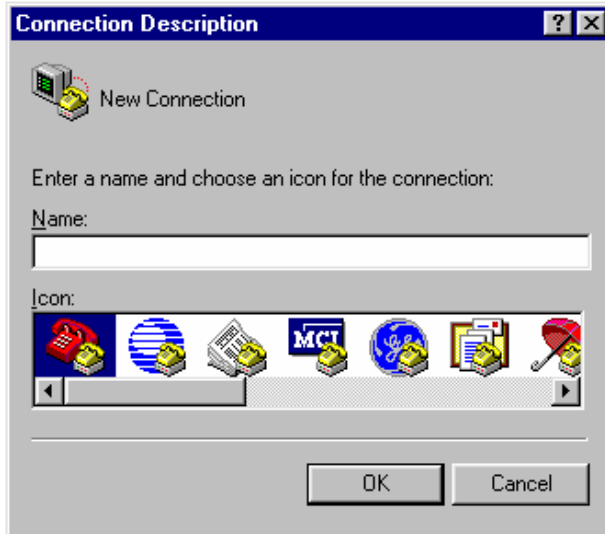 Connection Description
New Connection
Enter a name and choose an icon for the connection:
Name:
Icon:
MCI
OK
Cancel